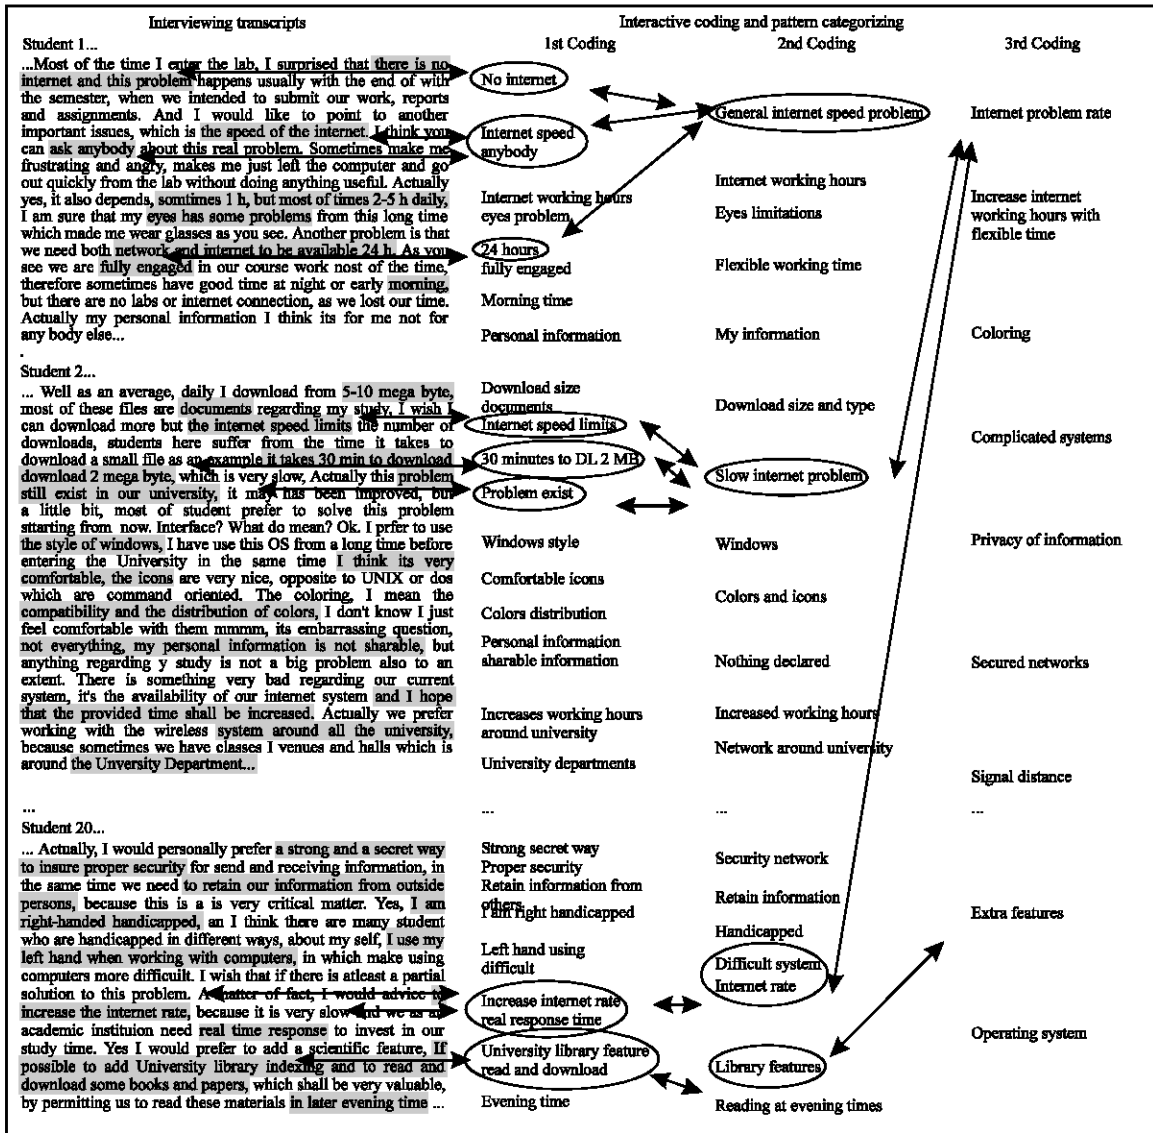 Interviewing transcripts
Interactive coding and pattern categorizing
Student 1...
1st Coding
2nd Coding
3rd Coding
...Most of the time I enter the lab, I surprised that there is no
internet and this problem happens usually with the end of with
the semester, when we intended to submit our work, reports
and assignments. And I would like to point to another
important issues, which is the speed of the internet. I think you
can ask anybody about this real problem. Sometimes make me
frustrating and angry, makes me just left the computer and go
out quickly from the lab without doing anything useful. Actually
yes, it also depends, somtimes 1 h, but most of times 2-5 h daily,
I am sure that my eyes has some problems from this long time
which made me wear glasses as you see. Another problem is that
we need both network and internet to be available 24 h. As you
see we are fully engaged in our course work nost of the time,
therefore sometimes have good time at night or early morning,
but there are no labs or internet connection, as we lost our time.
Actually my personal information I think its for me not for
any body else...
No internet
Internet speed
anybody
Internet working hours
eyes problem
24 hours
fully engaged
Morning time
Personal information
General internet speed problem
Internet working hours
Eyes limitations
Flexible working time
My information
Internet problem rate
Increase internet
working hours with
flexible time
Coloring
.
Student 2...
... Well as an average, daily I download from 5-10 mega byte,
most of these files are documents regarding my study, I wish I
can download more but the internet speed limits the number of
downloads, students here suffer from the time it takes to
download a small file as an example it takes 30 min to download
download 2 mega byte, which is very slow, Actually this problem
still exist in our university, it may has been improved, but
a little bit, most of student prefer to solve this problem
sttarting from now. Interface? What do mean? Ok. I prfer to use
the style of windows, I have use this OS from a long time before
entering the University in the same time I think its very
comfortable, the icons are very nice, opposite to UNIX or dos
which are command oriented. The coloring, I mean the
compatibility and the distribution of colors, I don't know I just
feel comfortable with them mmmm, its embarrassing question,
not everything, my personal information is not sharable, but
anything regarding y study is not a big problem also to an
extent. There is something very bad regarding our current
system, it's the availability of our internet system and I hope
that the provided time shall be increased. Actually we prefer
working with the wireless system around all the university,
because sometimes we have classes I venues and halls which is
around the Unversity Department...
Download size
documents
Internet speed limits
30 minutes to DL 2 MB
Problem exist
Windows style
Comfortable icons
Colors distribution
Personal information
sharable information
Increases working hours
around university
University departments
Download size and type
Slow internet problem
Windows
Colors and icons
Nothing declared
Increased working hours
Network around university
Complicated systems
Privacy of information
Secured networks
Signal distance
...
...
...
...
Student 20...
... Actually, I would personally prefer a strong and a secret way
to insure proper security for send and receiving information, in
the same time we need to retain our information from outside
persons, because this a is very critical matter. Yes, I am
right-handed handicapped, an I think there are many student
who are handicapped in different ways, about my self, I use my
left hand when working with computers, in which make using
computers more difficuilt. I wish that if there is atleast a partial
solution to this problem. A matter of fact, I would advice to
increase the internet rate, because it is very slow and we as an
academic instituion need real time response to invest in our
study time. Yes I would prefer to add a scientific feature, If
possible to add University library indexing and to read and
download some books and papers, which shall be very valuable,
by permitting us to read these materials in later evening time ...
Strong secret way
Proper security
Retain information from
others
I am right handicapped
Left hand using
difficult
Increase internet rate
real response time
University library feature
read and download
Evening time
Security network
Retain information
Handicapped
Difficult system
Internet rate
Library features
Reading at evening times
Extra features
Operating system